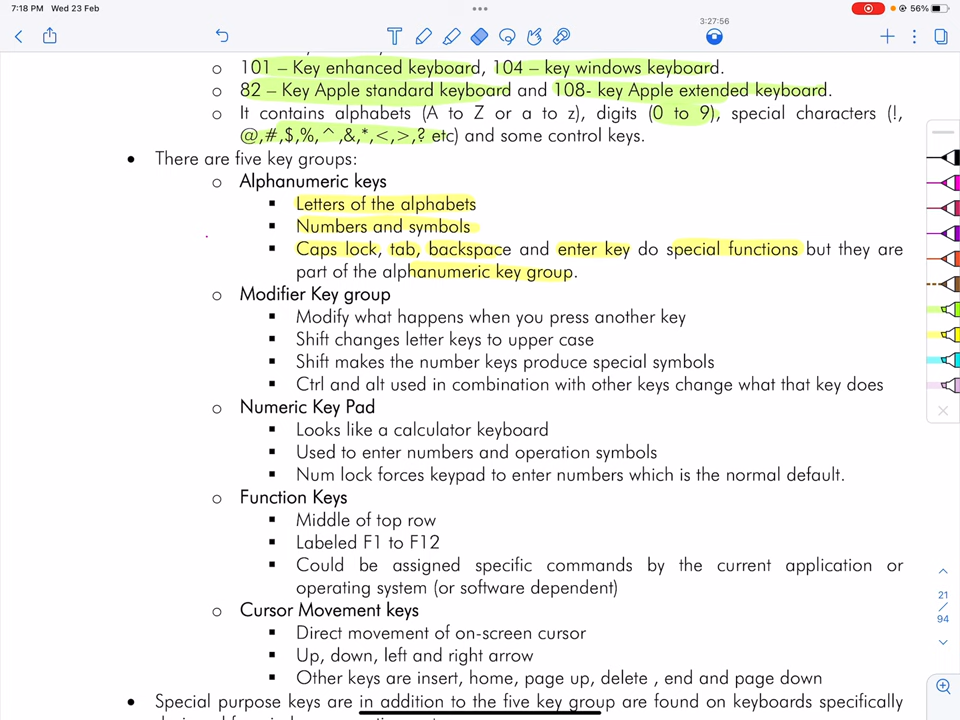 7:18 PM Wed 23 Feb
56%
3:27:56
101 – Key enhanced keyboard, 104 – key windows keyboard.
82 – Key Apple standard keyboard and 108- key Apple extended keyboard.
It contains alphabets (A to Z or a to z), digits (0 to 9), special characters (!,
@,#,$,%,^,&,*,<,>,? etc) and some control keys.
There are five key groups:
Alphanumeric keys
Letters of the alphabets
Numbers and symbols
Caps lock, tab, backspace and enter key do special functions but they are
part of the alphanumeric key group.
Modifier Key group
Modify what happens when you press another key
Shift changes letter keys to upper case
Shift makes the number keys produce special symbols
Ctrl and alt used in combination with other keys change what that key does
Numeric Key Pad
Looks like a calculator keyboard
Used to enter numbers and operation symbols
Num lock forces keypad to enter numbers which is the normal default.
Function Keys
Middle of top row
Labeled F1 to F12
Could be assigned specific commands by the current application or
operating system (or software dependent)
Cursor Movement keys
Direct movement of on-screen cursor
Up, down, left and right arrow
Other keys are insert, home, page up, delete , end and page down
Special purpose keys are in addition to the five key group are found on keyboards specifically
21
/
94